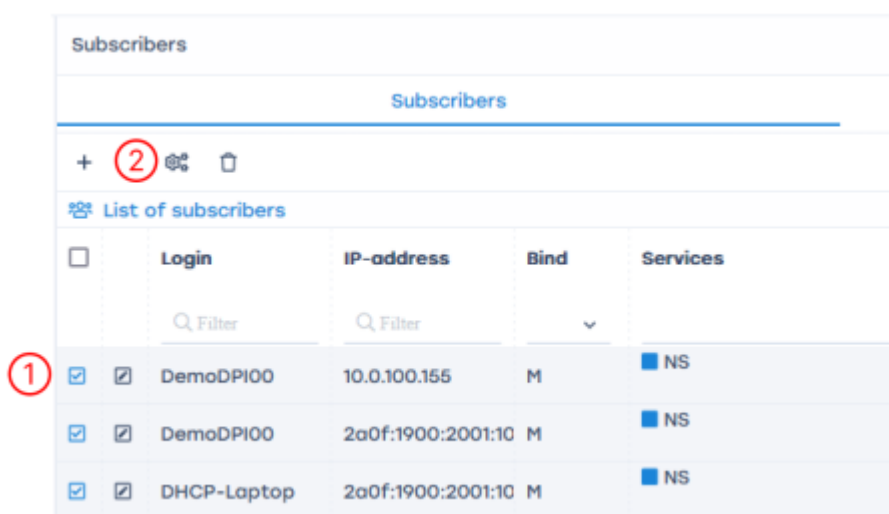 Subscribers
Subscribers
+ 2
List of subscribers
Login IP-address Bind Services
Filter Filter
1 DemoDPI00 10.0.100.155 M NS
DemoDPI00 2a0f:1900:2001:10 M NS
DHCP-Laptop 2a0f:1900:2001:10 M NS